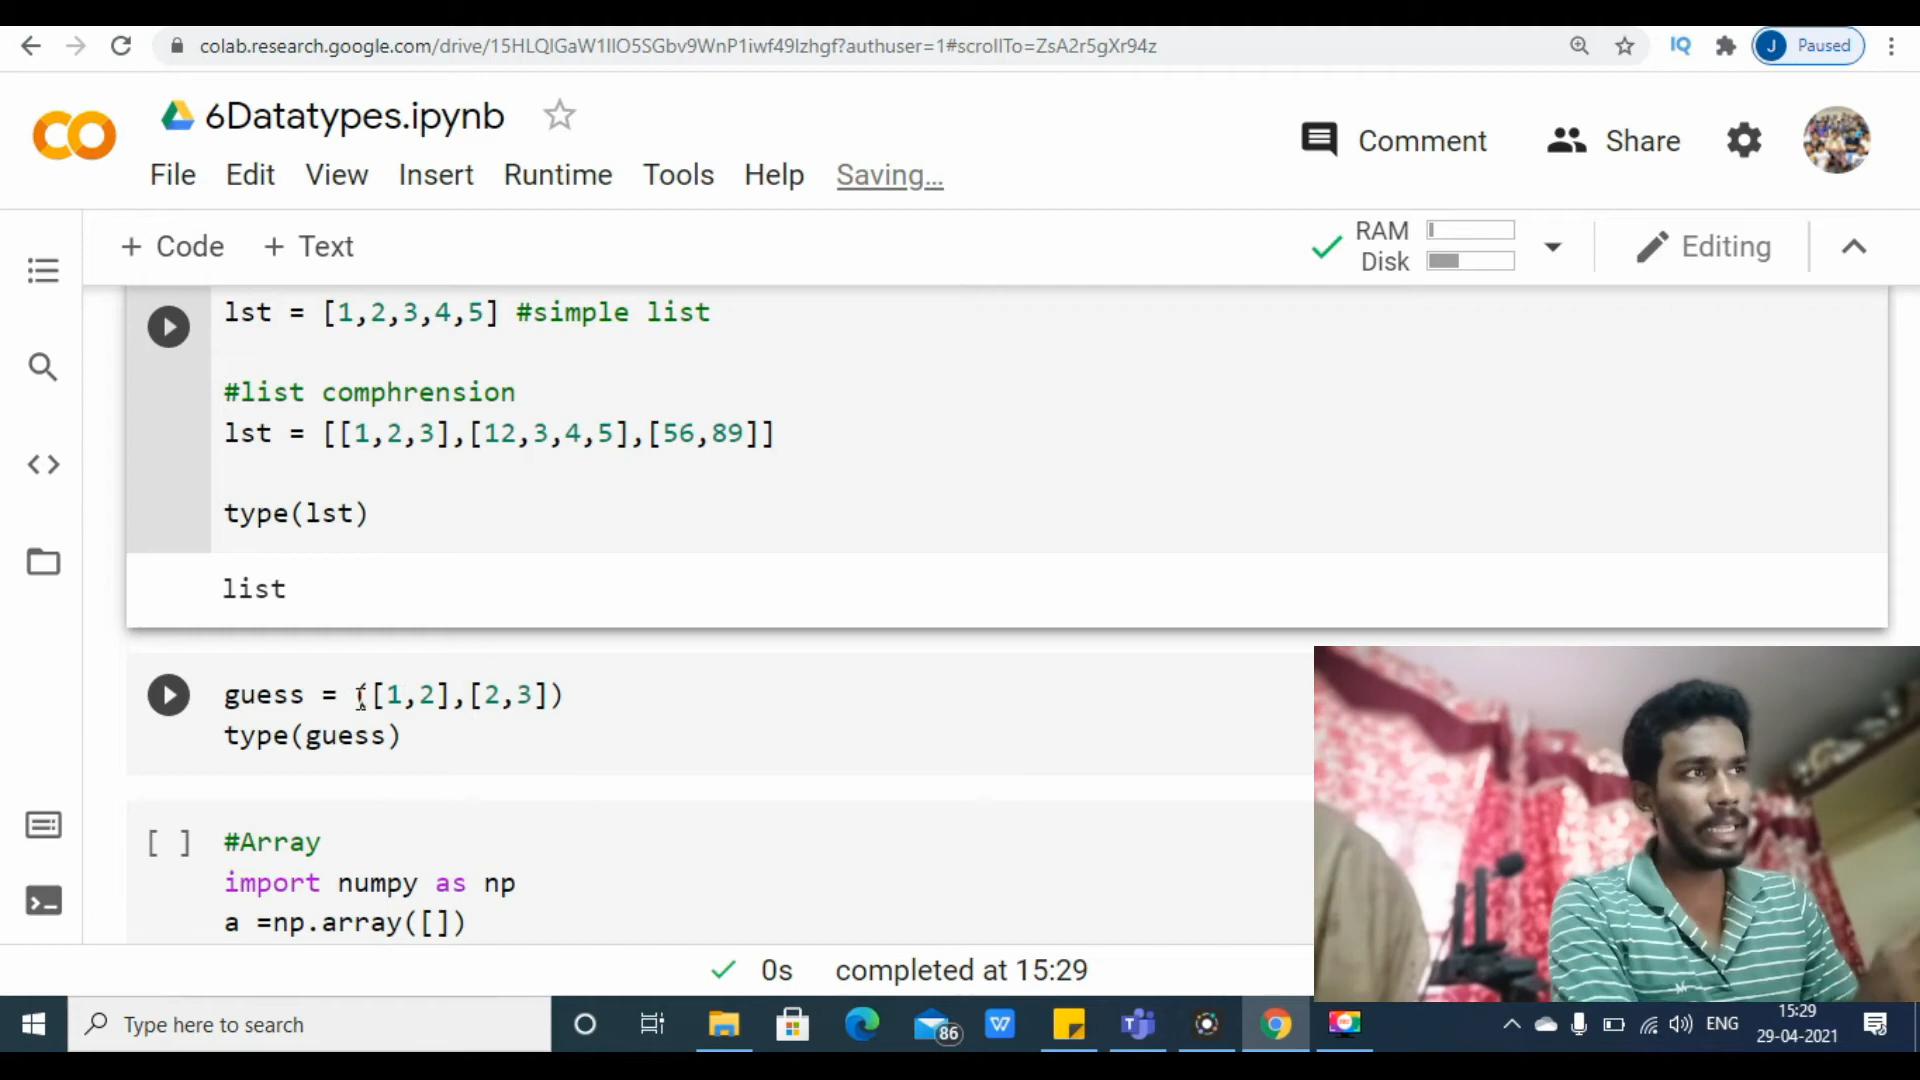 colab.research.google.com/drive/15HLQlGaW1llO5SGbv9WnP1iwf49lzhgf?authuser=1#scrollTo=ZsA2r5gXr94z
IQ
J Paused
6Datatypes.ipynb
Comment
Share
File Edit View Insert Runtime Tools Help Saving...
+ Code + Text
RAM
Disk
Editing
lst = [1,2,3,4,5] #simple list
#list comphrension
lst = [[1,2,3],[12,3,4,5],[56,89]]
type(lst)
list
guess = ([1,2],[2,3])
type(guess)
[ ] #Array
import numpy as np
a =np.array([])
0s completed at 15:29
Type here to search
86
ENG
15:29
29-04-2021